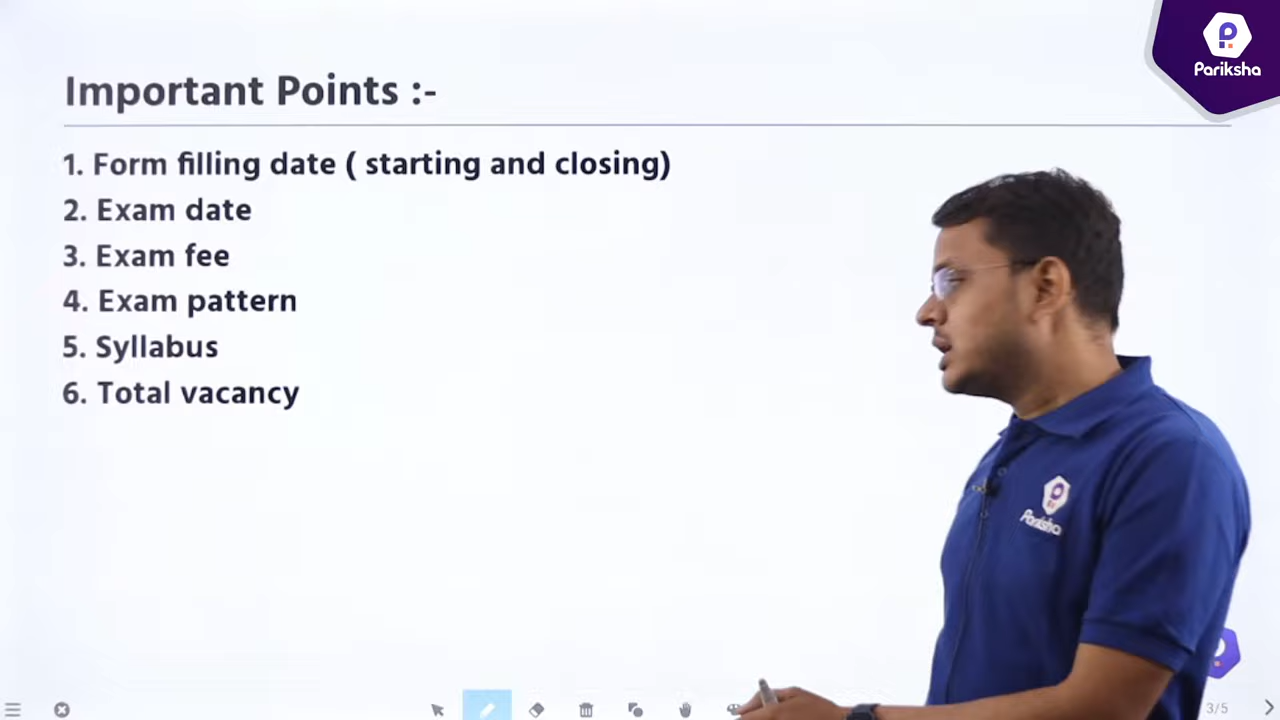 Pariksha
Important Points :-
1. Form filling date ( starting and closing)
2. Exam date
3. Exam fee
4. Exam pattern
5. Syllabus
6. Total vacancy
Pariksha
3/5